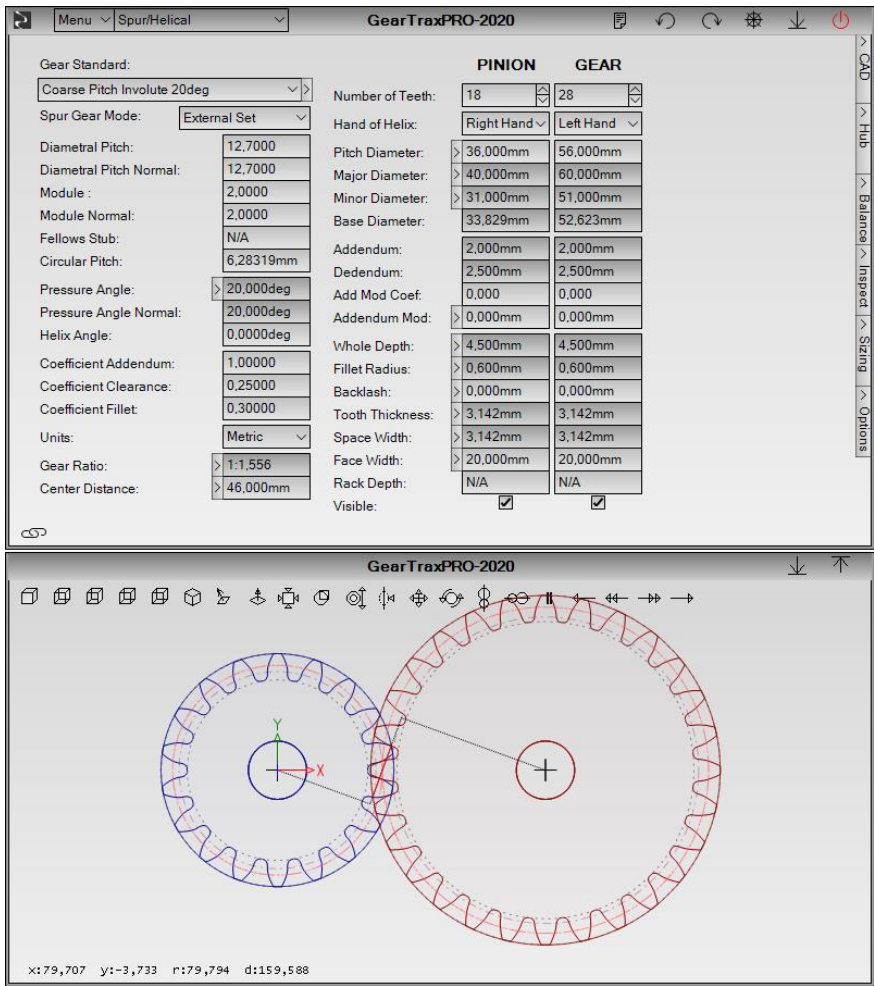 Menu Spur/Helical GearTraxPRO-2020
Gear Standard:
Coarse Pitch Involute 20deg
Spur Gear Mode: External Set
Diametral Pitch: 12,7000
Diametral Pitch Normal: 12,7000
Module : 2,0000
Module Normal: 2,0000
Fellows Stub: N/A
Circular Pitch: 6,28319mm
Pressure Angle: > 20,000deg
Pressure Angle Normal: 20,000deg
Helix Angle: 0,0000deg
Coefficient Addendum: 1,00000
Coefficient Clearance: 0,25000
Coefficient Fillet: 0,30000
Units: Metric
Gear Ratio: > 1:1,556
Center Distance: > 46,000mm
PINION GEAR
Number of Teeth: 18 28
Hand of Helix: Right Hand Left Hand
Pitch Diameter: > 36,000mm 56,000mm
Major Diameter: > 40,000mm 60,000mm
Minor Diameter: > 31,000mm 51,000mm
Base Diameter: 33,829mm 52,623mm
Addendum: 2,000mm 2,000mm
Dedendum: 2,500mm 2,500mm
Add Mod Coef: 0,000 0,000
Addendum Mod: > 0,000mm 0,000mm
Whole Depth: > 4,500mm 4,500mm
Fillet Radius: > 0,600mm 0,600mm
Backlash: > 0,000mm 0,000mm
Tooth Thickness: > 3,142mm 3,142mm
Space Width: > 3,142mm 3,142mm
Face Width: > 20,000mm 20,000mm
Rack Depth: N/A N/A
Visible:
> CAD
> Hub
> Balance
> Inspect
> Sizing
> Options
GearTraxPRO-2020
Y
X
x:79,707 y:-3,733 r:79,794 d:159,588